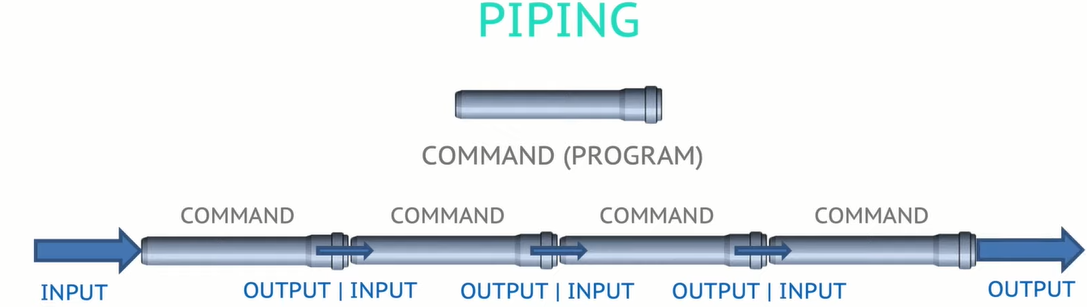 PIPING
COMMAND (PROGRAM)
COMMAND COMMAND COMMAND COMMAND
INPUT OUTPUT | INPUT OUTPUT | INPUT OUTPUT | INPUT OUTPUT